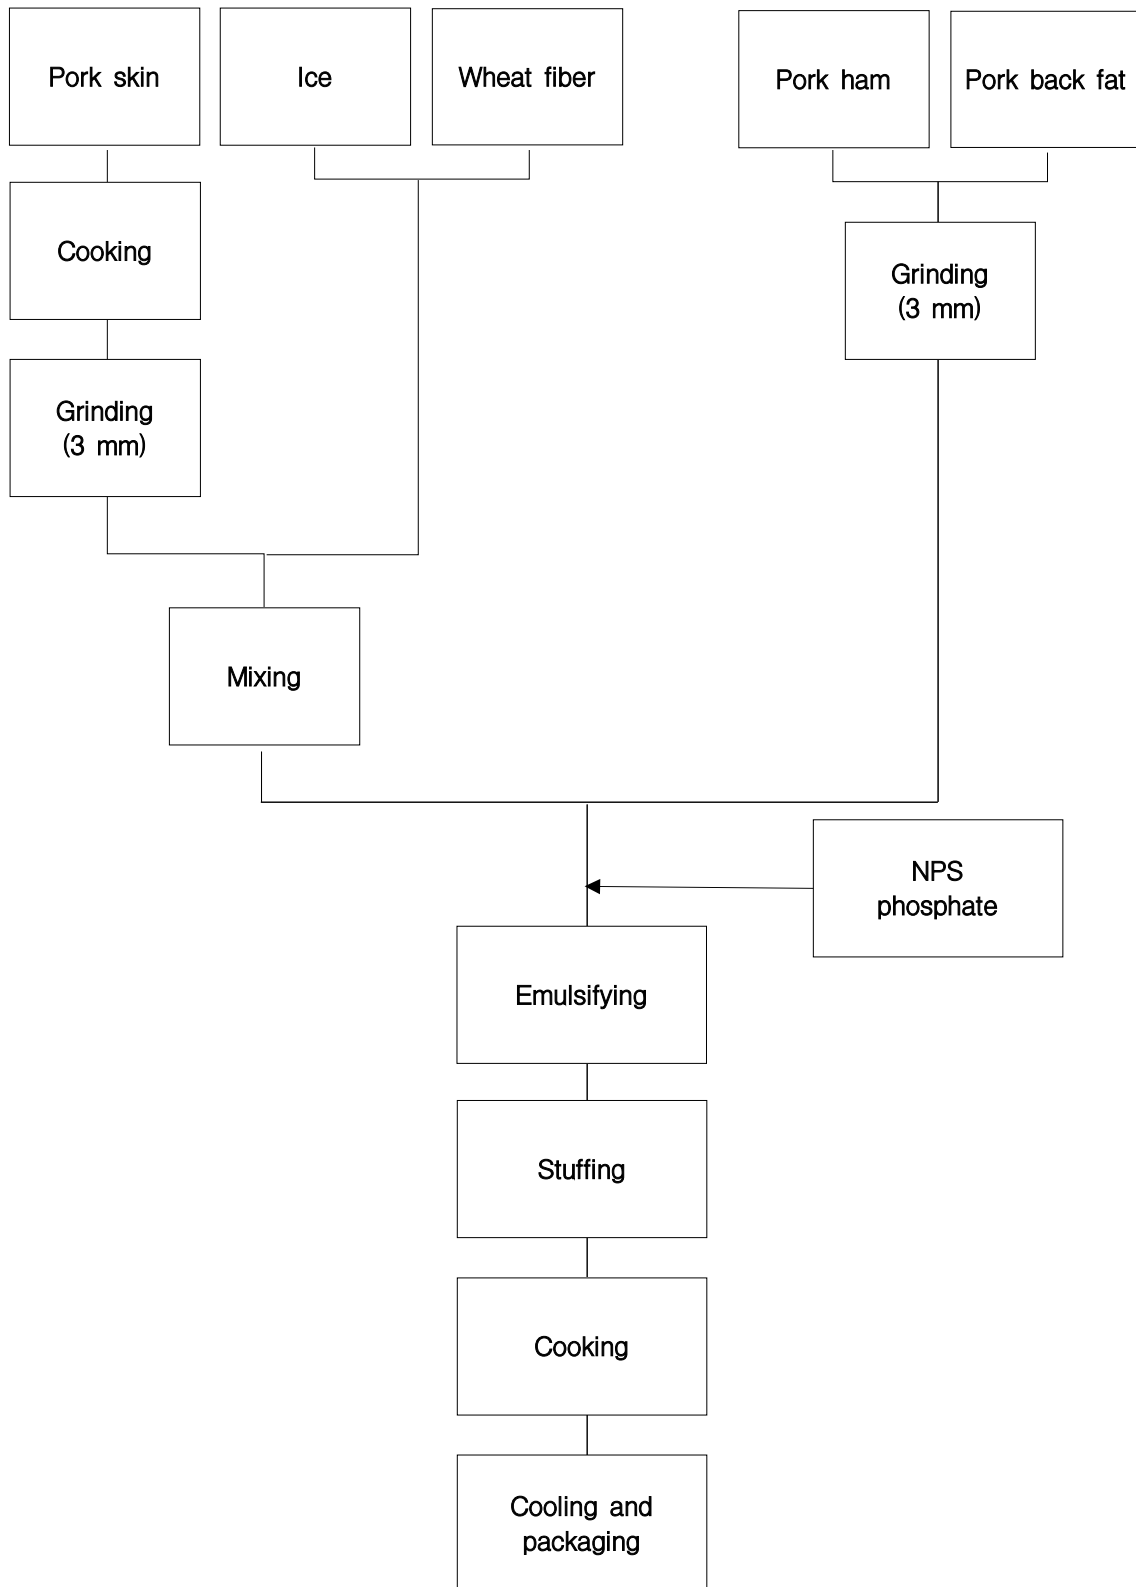 Pork skin
Ice
Wheat fiber
Pork ham
Pork back fat
Cooking
Grinding
(3 mm)
Grinding
(3 mm)
Mixing
NPS
phosphate
Emulsifying
Stuffing
Cooking
Cooling and
packaging